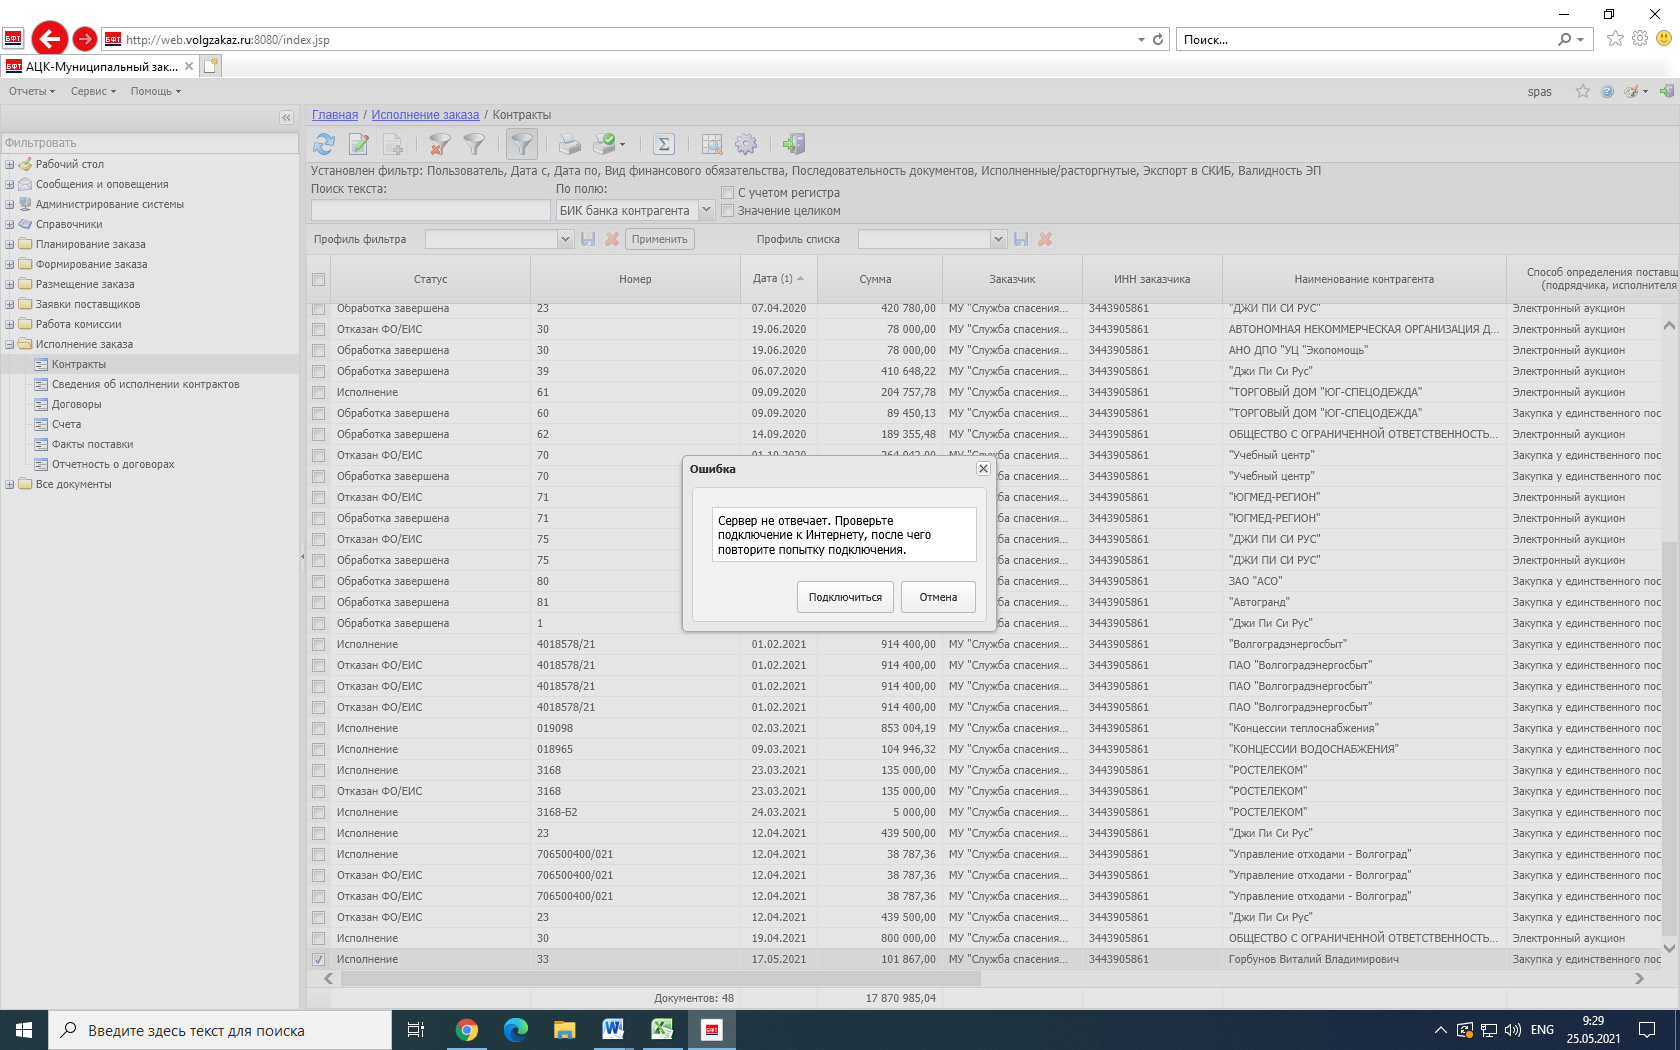 БФТ
БФТ http://web.volgzakaz.ru:8080/index.jsp
Поиск...
БФТ АЦК-Муниципальный зак...
Отчеты Сервис Помощь spas
Главная / Исполнение заказа / Контракты
Фильтровать
Рабочий стол
Сообщения и оповещения
Администрирование системы
Справочники
Планирование заказа
Формирование заказа
Размещение заказа
Заявки поставщиков
Работа комиссии
Исполнение заказа
Контракты
Сведения об исполнении контрактов
Договоры
Счета
Факты поставки
Отчетность о договорах
Все документы
Установлен фильтр: Пользователь, Дата с, Дата по, Вид финансового обязательства, Последовательность документов, Исполненные/расторгнутые, Экспорт в СКИБ, Валидность ЭП
Поиск текста: По полю: С учетом регистра
БИК банка контрагента Значение целиком
Профиль фильтра Применить Профиль списка
Статус Номер Дата (1) Сумма Заказчик ИНН заказчика Наименование контрагента Способ определения поставщ
(подрядчика, исполнителя
Обработка завершена 23 07.04.2020 420 780,00 МУ "Служба спасения... 3443905861 "ДЖИ ПИ СИ РУС" Электронный аукцион
Отказан ФО/ЕИС 30 19.06.2020 78 000,00 МУ "Служба спасения... 3443905861 АВТОНОМНАЯ НЕКОММЕРЧЕСКАЯ ОРГАНИЗАЦИЯ Д... Электронный аукцион
Обработка завершена 30 19.06.2020 78 000,00 МУ "Служба спасения... 3443905861 АНО ДПО "УЦ "Экопомощь" Электронный аукцион
Обработка завершена 39 06.07.2020 410 648,22 МУ "Служба спасения... 3443905861 "Джи Пи Си Рус" Электронный аукцион
Исполнение 61 09.09.2020 204 757,78 МУ "Служба спасения... 3443905861 "ТОРГОВЫЙ ДОМ "ЮГ-СПЕЦОДЕЖДА" Электронный аукцион
Обработка завершена 60 09.09.2020 89 450,13 МУ "Служба спасения... 3443905861 "ТОРГОВЫЙ ДОМ "ЮГ-СПЕЦОДЕЖДА" Закупка у единственного пос
Обработка завершена 62 14.09.2020 189 355,48 МУ "Служба спасения... 3443905861 ОБЩЕСТВО С ОГРАНИЧЕННОЙ ОТВЕТСТВЕННОСТЬ... Электронный аукцион
Отказан ФО/ЕИС 70 ба спасения... 3443905861 "Учебный центр" Электронный аукцион
Обработка завершена 70 ба спасения... 3443905861 "Учебный центр" Электронный аукцион
Отказан ФО/ЕИС 71 ба спасения... 3443905861 "ЮГМЕД-РЕГИОН" Электронный аукцион
Обработка завершена 71 ба спасения... 3443905861 "ЮГМЕД-РЕГИОН" Электронный аукцион
Отказан ФО/ЕИС 75 ба спасения... 3443905861 "ДЖИ ПИ СИ РУС" Электронный аукцион
Обработка завершена 75 ба спасения... 3443905861 "ДЖИ ПИ СИ РУС" Электронный аукцион
Обработка завершена 80 ба спасения... 3443905861 ЗАО "АСО" Закупка у единственного пос
Обработка завершена 81 ба спасения... 3443905861 "Автогранд" Закупка у единственного пос
Обработка завершена 1 ба спасения... 3443905861 "Джи Пи Си Рус" Закупка у единственного пос
Исполнение 4018578/21 01.02.2021 914 400,00 МУ "Служба спасения... 3443905861 "Волгоградэнергосбыт" Закупка у единственного пос
Отказан ФО/ЕИС 4018578/21 01.02.2021 914 400,00 МУ "Служба спасения... 3443905861 ПАО "Волгоградэнергосбыт" Закупка у единственного пос
Отказан ФО/ЕИС 4018578/21 01.02.2021 914 400,00 МУ "Служба спасения... 3443905861 ПАО "Волгоградэнергосбыт" Закупка у единственного пос
Отказан ФО/ЕИС 4018578/21 01.02.2021 914 400,00 МУ "Служба спасения... 3443905861 ПАО "Волгоградэнергосбыт" Закупка у единственного пос
Исполнение 019098 02.03.2021 853 004,19 МУ "Служба спасения... 3443905861 "Концессии теплоснабжения" Закупка у единственного пос
Исполнение 018965 09.03.2021 104 946,32 МУ "Служба спасения... 3443905861 "КОНЦЕССИИ ВОДОСНАБЖЕНИЯ" Закупка у единственного пос
Исполнение 3168 23.03.2021 135 000,00 МУ "Служба спасения... 3443905861 "РОСТЕЛЕКОМ" Закупка у единственного пос
Отказан ФО/ЕИС 3168 23.03.2021 135 000,00 МУ "Служба спасения... 3443905861 "РОСТЕЛЕКОМ" Закупка у единственного пос
Исполнение 3168-Б2 24.03.2021 5 000,00 МУ "Служба спасения... 3443905861 "РОСТЕЛЕКОМ" Закупка у единственного пос
Исполнение 23 12.04.2021 439 500,00 МУ "Служба спасения... 3443905861 "Джи Пи Си Рус" Закупка у единственного пос
Исполнение 706500400/021 12.04.2021 38 787,36 МУ "Служба спасения... 3443905861 "Управление отходами - Волгоград" Закупка у единственного пос
Отказан ФО/ЕИС 706500400/021 12.04.2021 38 787,36 МУ "Служба спасения... 3443905861 "Управление отходами - Волгоград" Закупка у единственного пос
Отказан ФО/ЕИС 706500400/021 12.04.2021 38 787,36 МУ "Служба спасения... 3443905861 "Управление отходами - Волгоград" Закупка у единственного пос
Отказан ФО/ЕИС 23 12.04.2021 439 500,00 МУ "Служба спасения... 3443905861 "Джи Пи Си Рус" Закупка у единственного пос
Исполнение 30 19.04.2021 800 000,00 МУ "Служба спасения... 3443905861 ОБЩЕСТВО С ОГРАНИЧЕННОЙ ОТВЕТСТВЕННОСТЬ... Электронный аукцион
Исполнение 33 17.05.2021 101 867,00 МУ "Служба спасения... 3443905861 Горбунов Виталий Владимирович Закупка у единственного пос
Документов: 48 17 870 985,04
Ошибка
Сервер не отвечает. Проверьте
подключение к Интернету, после чего
повторите попытку подключения.
Подключиться Отмена
Введите здесь текст для поиска
БФТ
ENG
9:29
25.05.2021